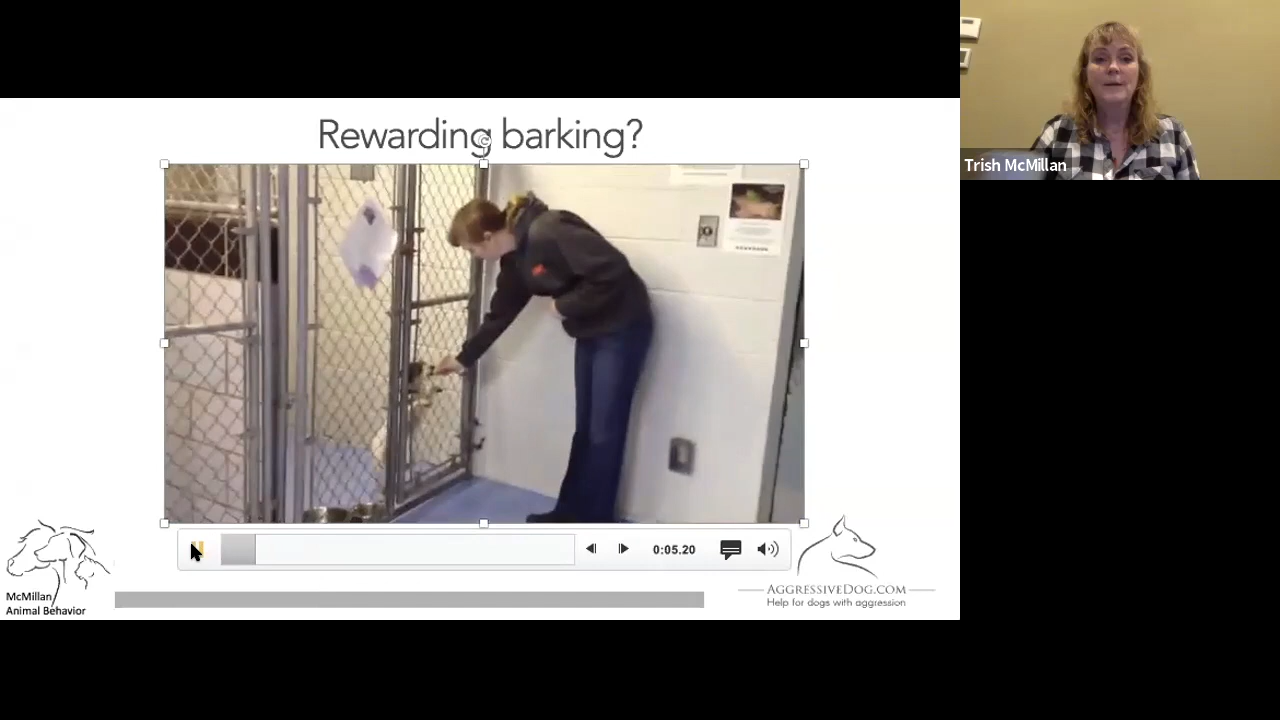 Rewarding barking?
Trish McMillan
0:05.20
McMillan
Animal Behavior
AGGRESSIVEDOG.COM
Help for dogs with aggression